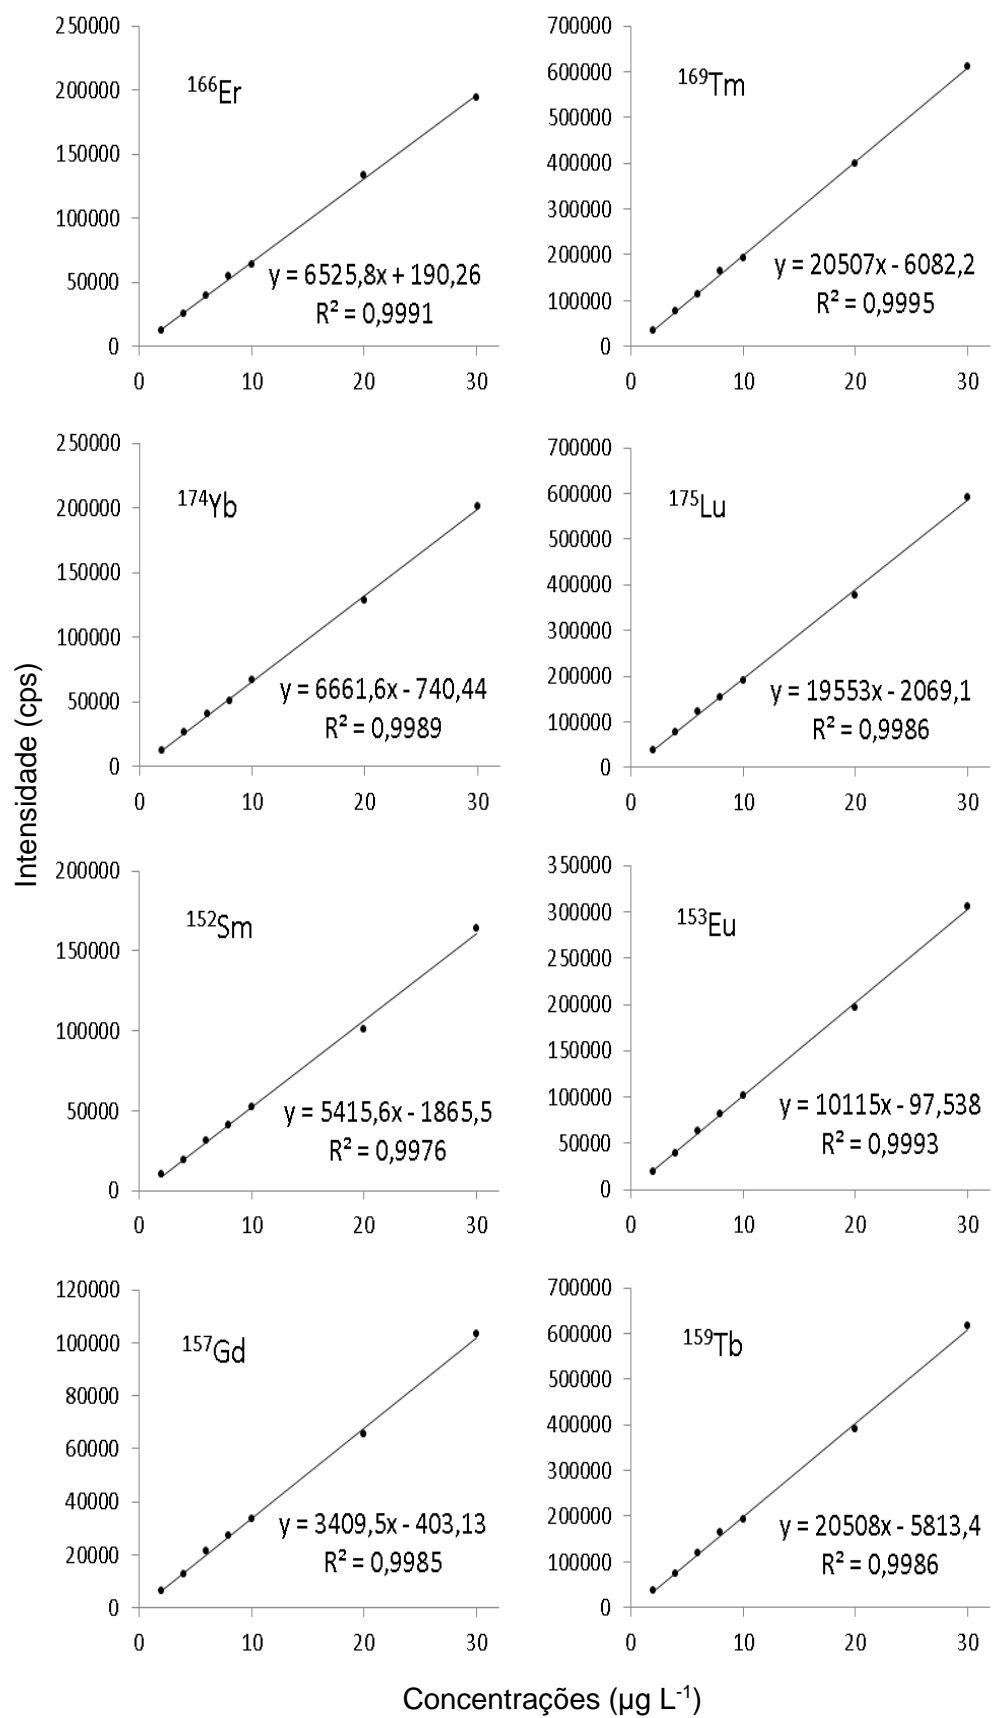 Intensidade (cps)
250000
200000
150000
100000
50000
0
0 10 20 30
¹⁶⁶Er
y = 6525,8x + 190,26
R² = 0,9991
700000
600000
500000
400000
300000
200000
100000
0
0 10 20 30
¹⁶⁹Tm
y = 20507x - 6082,2
R² = 0,9995
250000
200000
150000
100000
50000
0
0 10 20 30
¹⁷⁴Yb
y = 6661,6x - 740,44
R² = 0,9989
700000
600000
500000
400000
300000
200000
100000
0
0 10 20 30
¹⁷⁵Lu
y = 19553x - 2069,1
R² = 0,9986
200000
150000
100000
50000
0
0 10 20 30
¹⁵²Sm
y = 5415,6x - 1865,5
R² = 0,9976
350000
300000
250000
200000
150000
100000
50000
0
0 10 20 30
¹⁵³Eu
y = 10115x - 97,538
R² = 0,9993
120000
100000
80000
60000
40000
20000
0
0 10 20 30
¹⁵⁷Gd
y = 3409,5x - 403,13
R² = 0,9985
700000
600000
500000
400000
300000
200000
100000
0
0 10 20 30
¹⁵⁹Tb
y = 20508x - 5813,4
R² = 0,9986
Concentrações (µg L⁻¹)